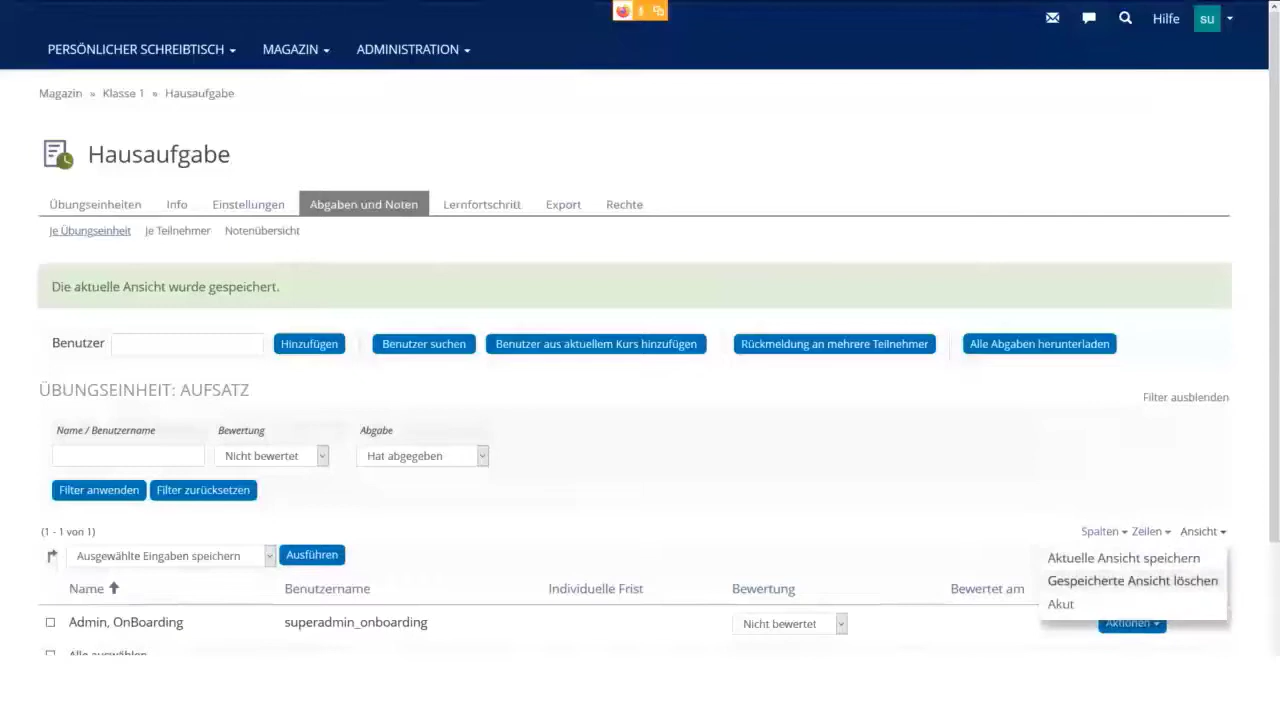 Hilfe su
PERSÖNLICHER SCHREIBTISCH MAGAZIN ADMINISTRATION
Magazin » Klasse 1 » Hausaufgabe
Hausaufgabe
Übungseinheiten Info Einstellungen Abgaben und Noten Lernfortschritt Export Rechte
Je Übungseinheit Je Teilnehmer Notenübersicht
Die aktuelle Ansicht wurde gespeichert.
Benutzer Hinzufügen Benutzer suchen Benutzer aus aktuellem Kurs hinzufügen Rückmeldung an mehrere Teilnehmer Alle Abgaben herunterladen
ÜBUNGSEINHEIT: AUFSATZ
Filter ausblenden
Name / Benutzername Bewertung Abgabe
Nicht bewertet Hat abgegeben
Filter anwenden Filter zurücksetzen
(1 - 1 von 1) Spalten Zeilen Ansicht
Ausgewählte Eingaben speichern Ausführen
Aktuelle Ansicht speichern
Gespeicherte Ansicht löschen
Akut
Name Benutzername Individuelle Frist Bewertung Bewertet am
Admin, OnBoarding superadmin_onboarding Nicht bewertet Aktionen
Alle auswählen